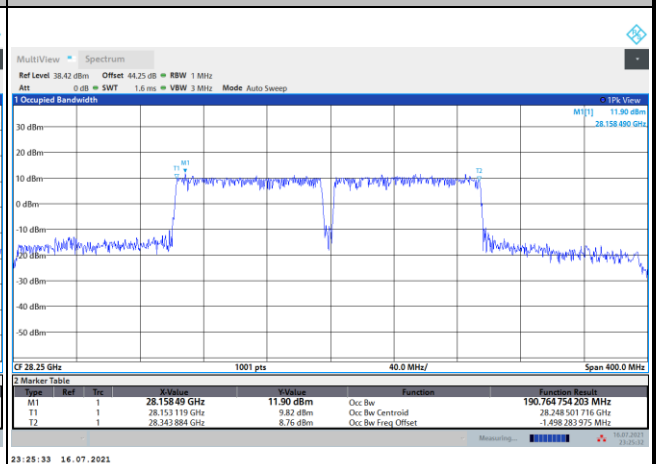 MultiView Spectrum
Ref Level 38.42 dBm Offset 44.25 dB RBW 1 MHz
Att 0 dB SWT 1.6 ms VBW 3 MHz Mode Auto Sweep
1 Occupied Bandwidth 1Pk View
M1[1] 11.90 dBm
28.158 490 GHz
30 dBm
20 dBm
M1
T1 T2
10 dBm
0 dBm
-10 dBm
-20 dBm
-30 dBm
-40 dBm
-50 dBm
CF 28.25 GHz 1001 pts 40.0 MHz/ Span 400.0 MHz
2 Marker Table
Type Ref Trc X-Value Y-Value Function Function Result
M1 1 28.158 49 GHz 11.90 dBm Occ Bw 190.764 754 203 MHz
T1 1 28.153 119 GHz 9.82 dBm Occ Bw Centroid 28.248 501 716 GHz
T2 1 28.343 884 GHz 8.76 dBm Occ Bw Freq Offset -1.498 283 975 MHz
Measuring... 16.07.2021
23:25:33
23:25:33 16.07.2021